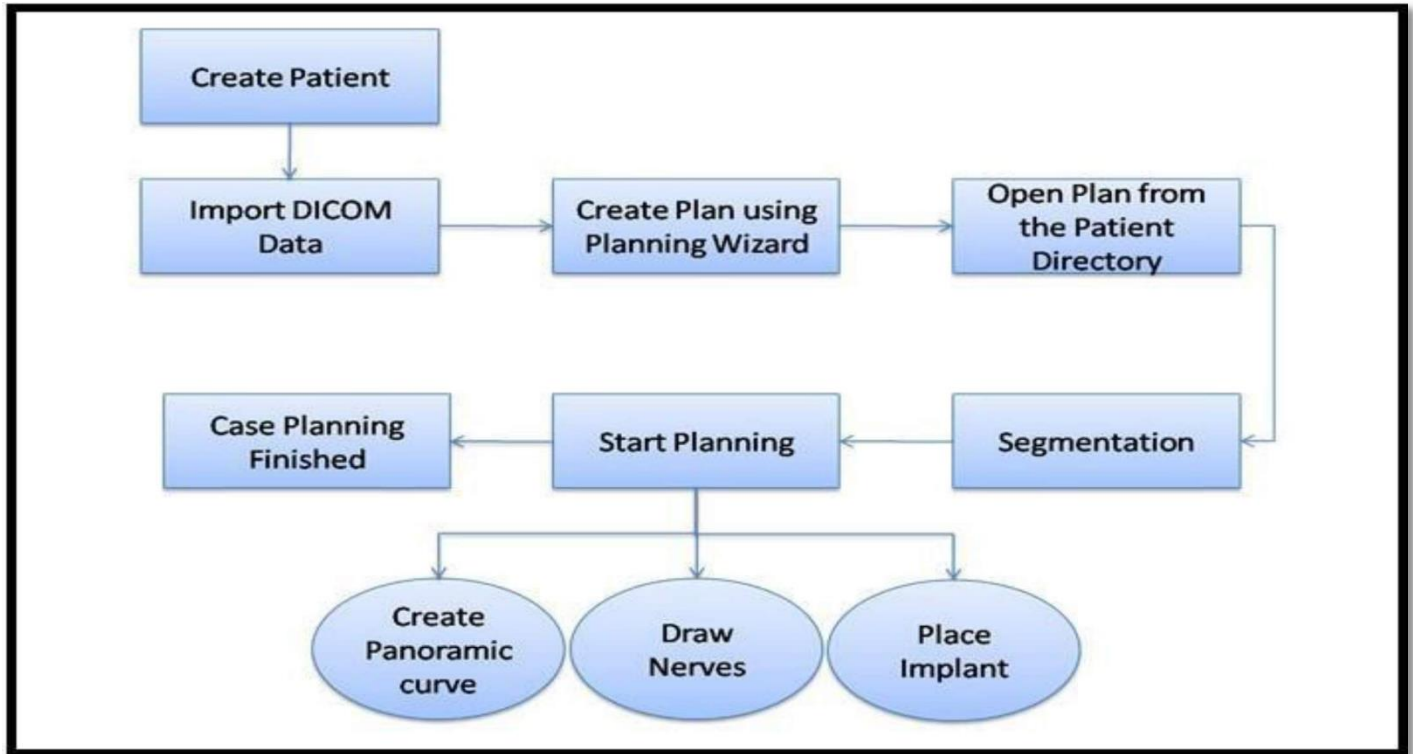 Create Patient
Import DICOM
Data
Create Plan using
Planning Wizard
Open Plan from
the Patient
Directory
Segmentation
Start Planning
Case Planning
Finished
Create
Panoramic
curve
Draw
Nerves
Place
Implant